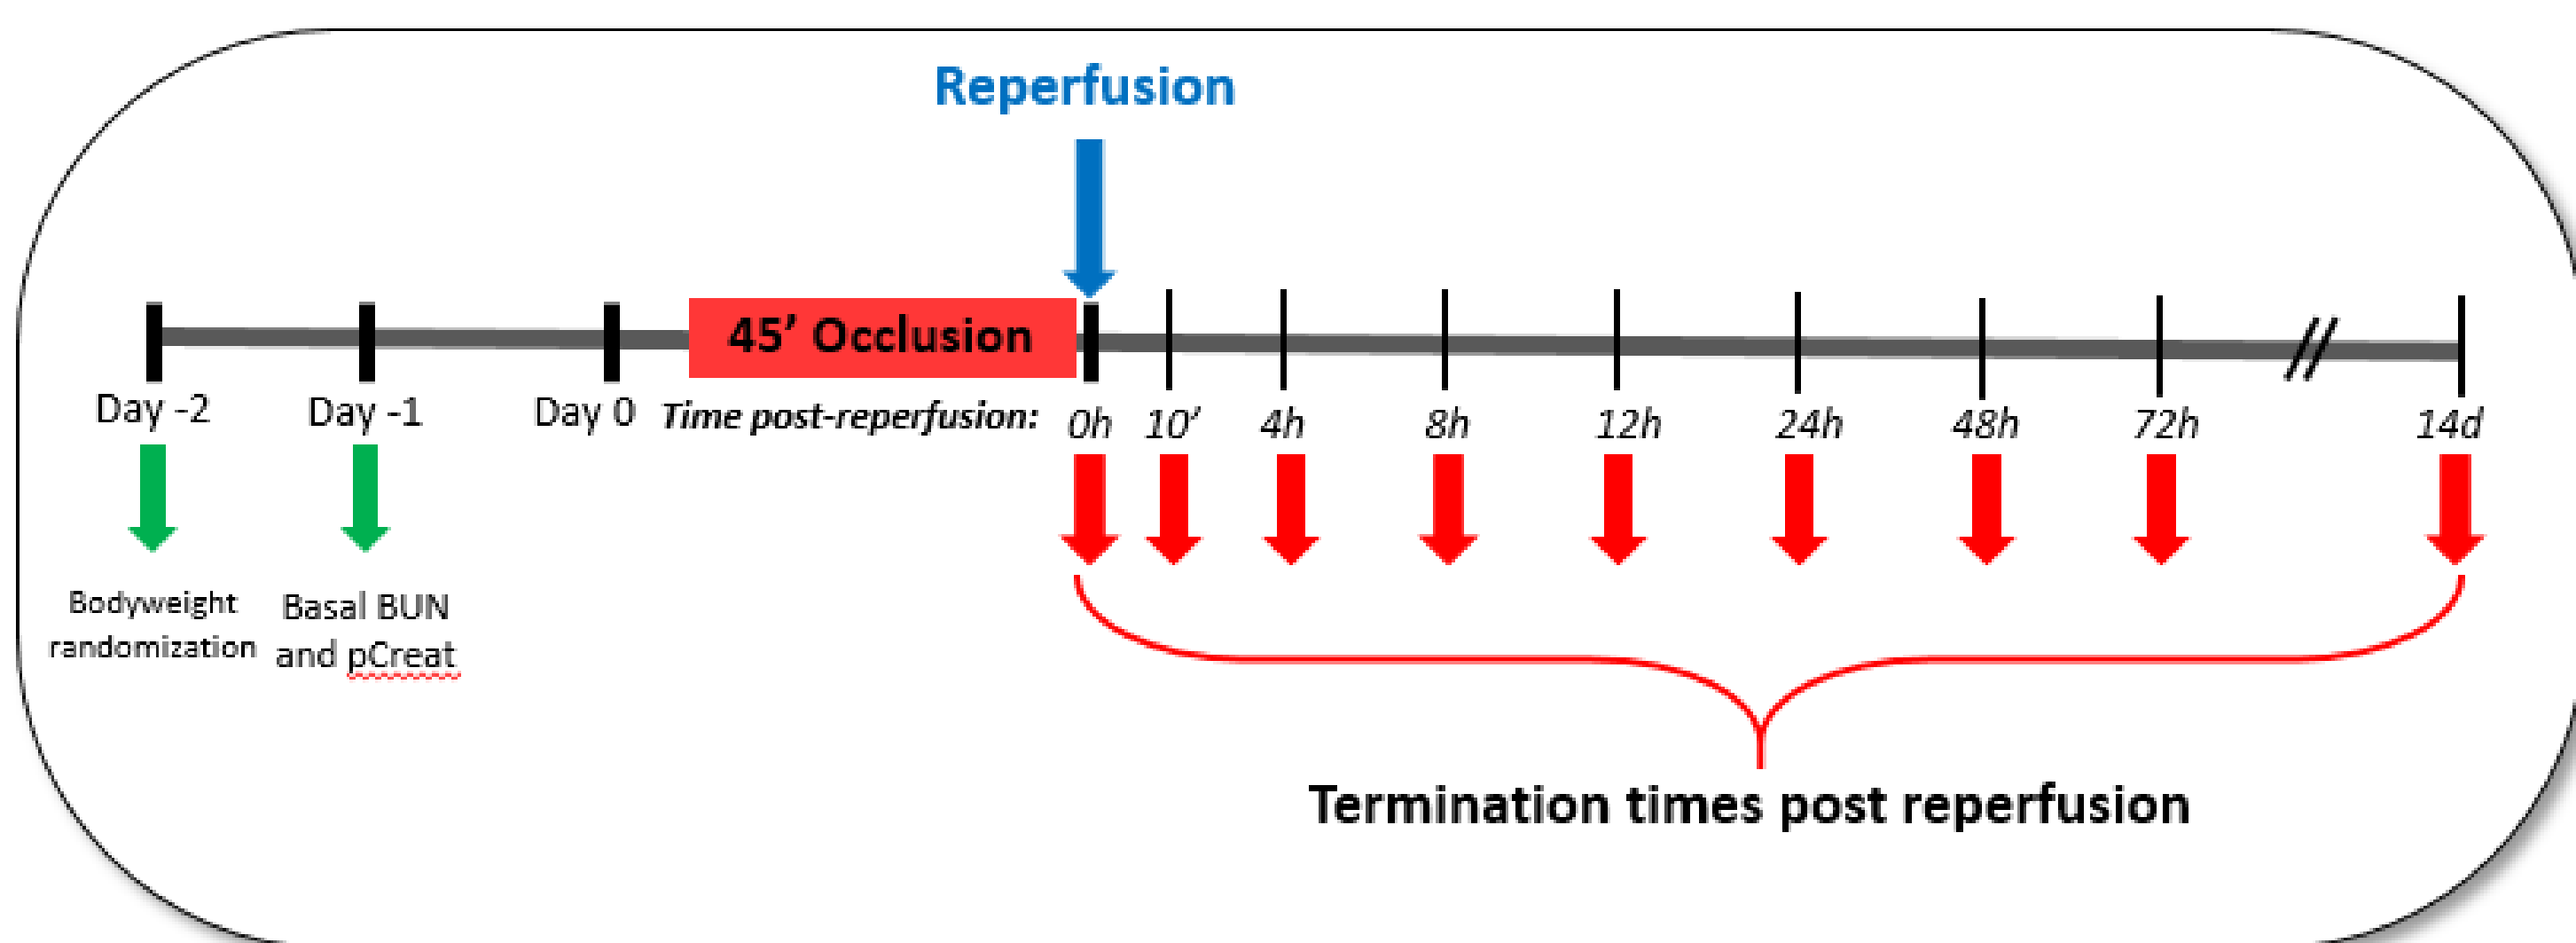 Reperfusion
45’ Occlusion
Day -2
Day -1
Day 0
Time post-reperfusion:
0h
10’
4h
8h
12h
24h
48h
72h
14d
Bodyweight
randomization
Basal BUN
and pCreat
Termination times post reperfusion